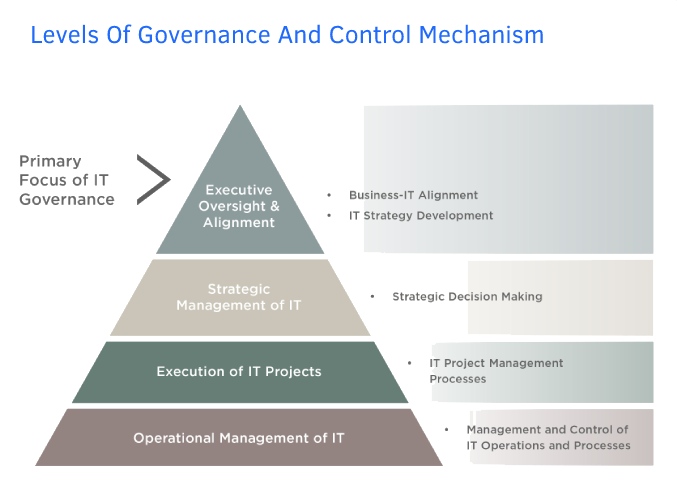 Levels Of Governance And Control Mechanism
Primary
Focus of IT
Governance
Executive
Oversight &
Alignment
• Business-IT Alignment
• IT Strategy Development
Strategic
Management of IT
• Strategic Decision Making
Execution of IT Projects
• IT Project Management
Processes
Operational Management of IT
• Management and Control of
IT Operations and Processes